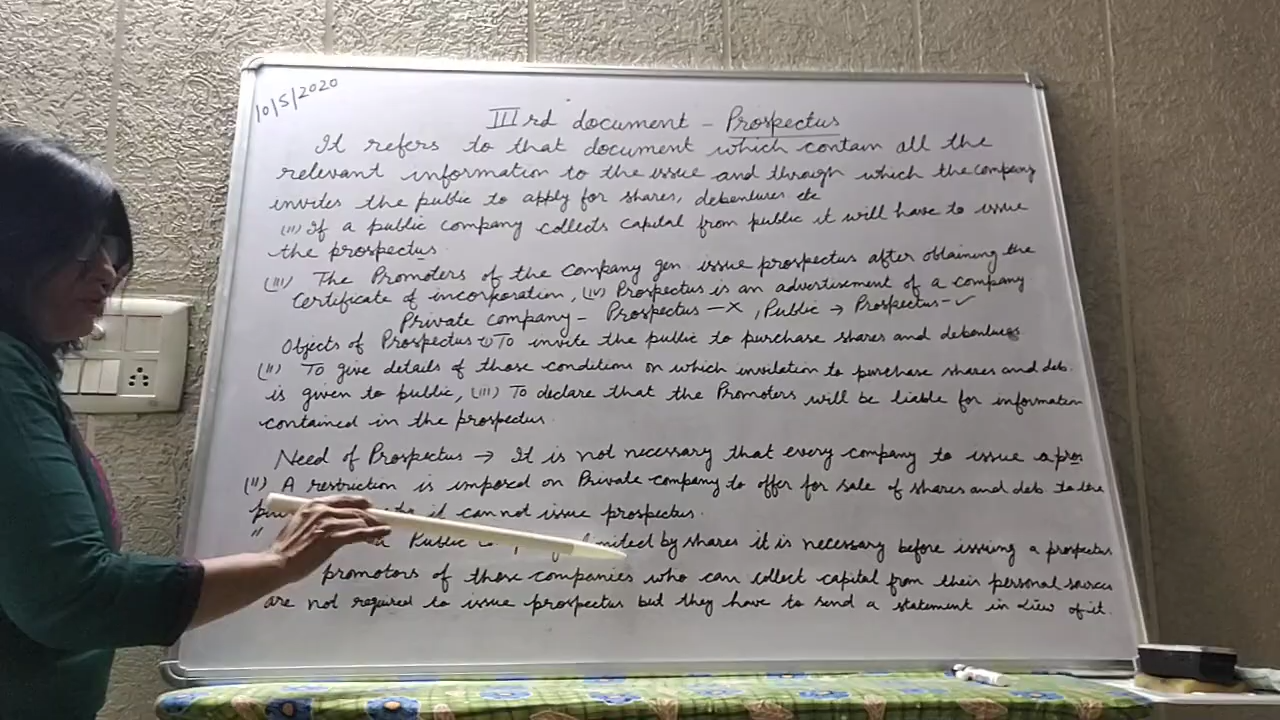 10/5/2020
IIIrd document - Prospectus
It refers to that document which contain all the
relevant information to the issue and through which the company
invites the public to apply for shares, debentures etc
(II) If a public company collects capital from public it will have to issue
the prospectus.
(III) The Promoters of the company gen. issue prospectus after obtaining the
Certificate of incorporation, (IV) Prospectus is an advertisement of a company
Private company - Prospectus - X, Public → Prospectus - ✓
Objects of Prospectus (I) To invite the public to purchase shares and debentures
(II) To give details of those conditions on which invitation to purchase shares and deb.
is given to public, (III) To declare that the Promoters will be liable for information
contained in the prospectus.
Need of Prospectus → It is not necessary that every company to issue a pros
(II) A restriction is imposed on Private company to offer for sale of shares and deb. to the
it cannot issue prospectus.
Public limited by shares it is necessary before issuing a prospectus
promotors of those companies who can collect capital from their personal sources
are not required to issue prospectus but they have to send a statement in Liew of it.